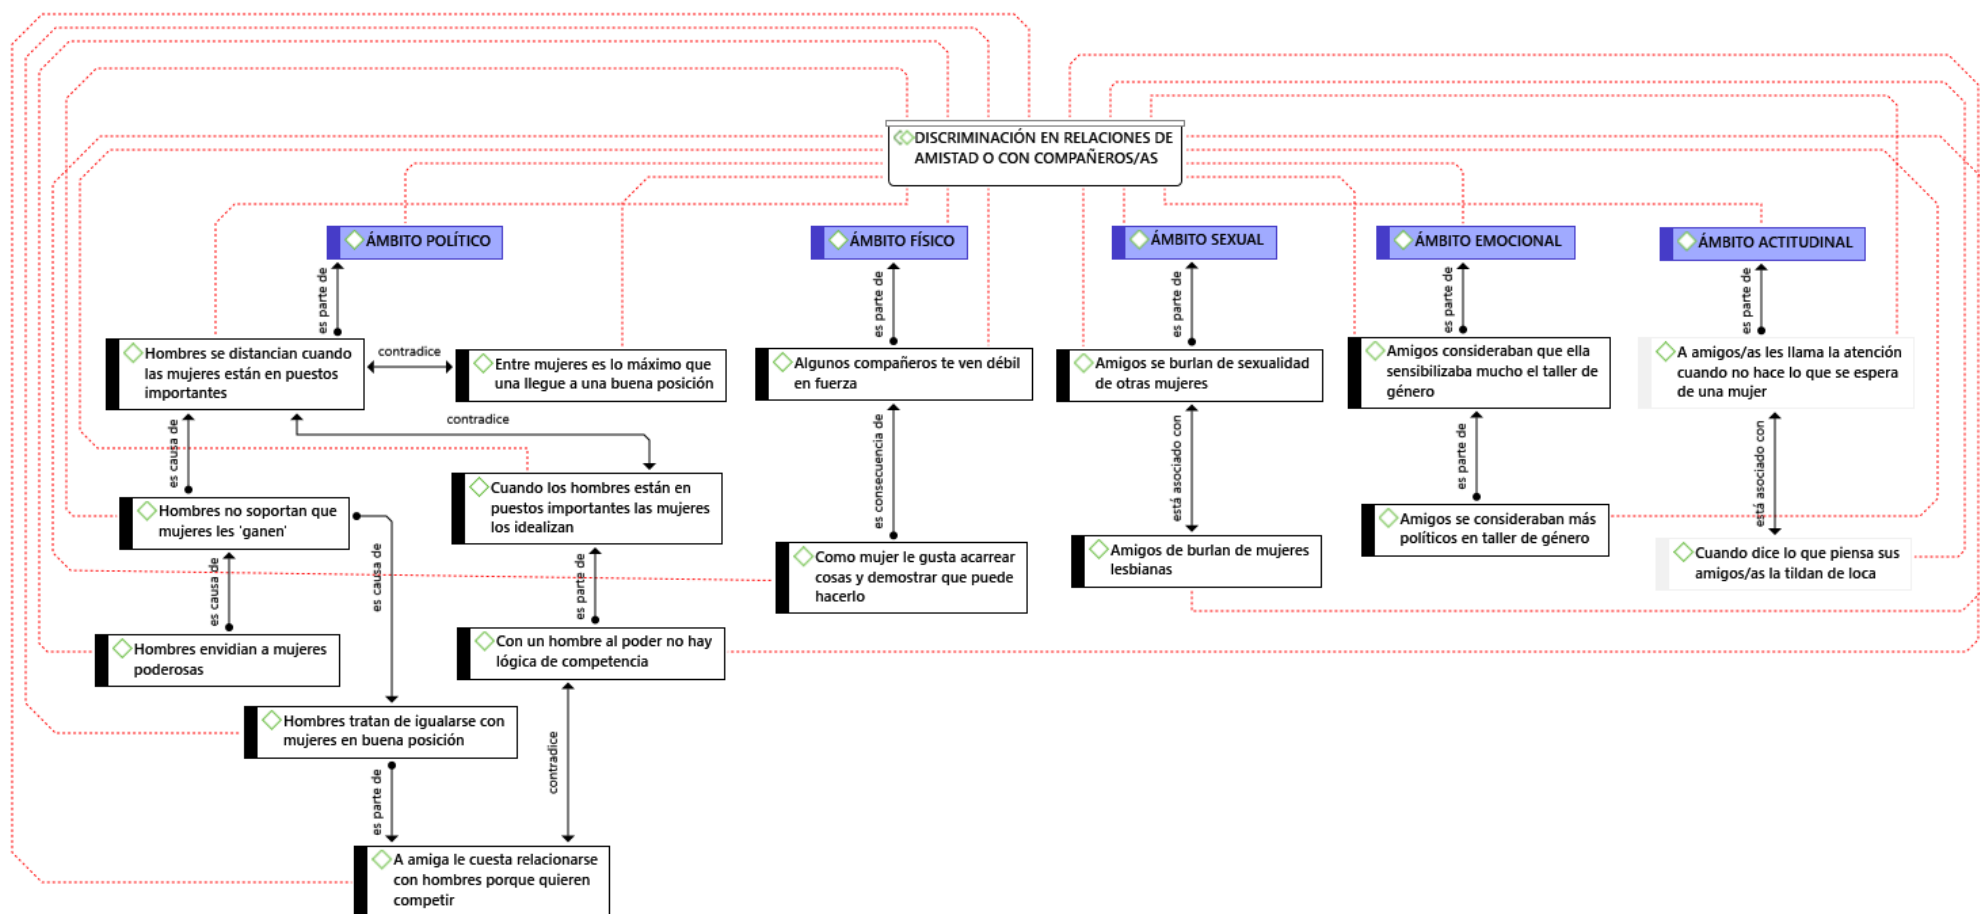 DISCRIMINACIÓN EN RELACIONES DE
AMISTAD O CON COMPAÑEROS/AS
ÁMBITO POLÍTICO
ÁMBITO FÍSICO
ÁMBITO SEXUAL
ÁMBITO EMOCIONAL
ÁMBITO ACTITUDINAL
es parte de
es parte de
es parte de
es parte de
es parte de
Hombres se distancian cuando
las mujeres están en puestos
importantes
contradice
Entre mujeres es lo máximo que
una llegue a una buena posición
Algunos compañeros te ven débil
en fuerza
Amigos se burlan de sexualidad
de otras mujeres
Amigos consideraban que ella
sensibilizaba mucho el taller de
género
A amigos/as les llama la atención
cuando no hace lo que se espera
de una mujer
contradice
es causa de
es consecuencia de
está asociado con
es parte de
está asociado con
Hombres no soportan que
mujeres les 'ganen'
Cuando los hombres están en
puestos importantes las mujeres
los idealizan
Amigos se consideraban más
políticos en taller de género
Como mujer le gusta acarrear
cosas y demostrar que puede
hacerlo
Amigos de burlan de mujeres
lesbianas
Cuando dice lo que piensa sus
amigos/as la tildan de loca
es causa de
es causa de
es parte de
Hombres envidian a mujeres
poderosas
Con un hombre al poder no hay
lógica de competencia
Hombres tratan de igualarse con
mujeres en buena posición
contradice
es parte de
A amiga le cuesta relacionarse
con hombres porque quieren
competir